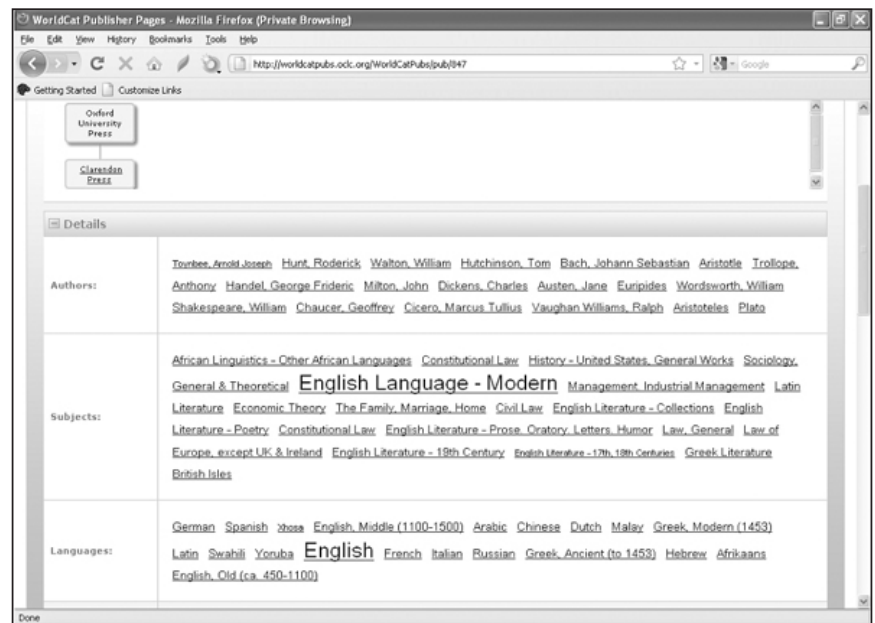 WorldCat Publisher Pages - Mozilla Firefox (Private Browsing)
File Edit View History Bookmarks Tools Help
http://worldcatpubs.oclc.org/WorldCatPubs/pub/847
Google
Getting Started Customize Links
Oxford
University
Press
Clarendon
Press
Details
Authors:
Toynbee, Arnold Joseph Hunt, Roderick Walton, William Hutchinson, Tom Bach, Johann Sebastian Aristotle Trollope,
Anthony Handel, George Frideric Milton, John Dickens, Charles Austen, Jane Euripides Wordsworth, William
Shakespeare, William Chaucer, Geoffrey Cicero, Marcus Tullius Vaughan Williams, Ralph Aristoteles Plato
Subjects:
African Linguistics - Other African Languages Constitutional Law History - United States, General Works Sociology,
General & Theoretical English Language - Modern Management. Industrial Management Latin
Literature Economic Theory The Family, Marriage, Home Civil Law English Literature - Collections English
Literature - Poetry Constitutional Law English Literature - Prose. Oratory. Letters. Humor Law, General Law of
Europe, except UK & Ireland English Literature - 19th Century English Literature - 17th, 18th Centuries Greek Literature
British Isles
Languages:
German Spanish Xhosa English, Middle (1100-1500) Arabic Chinese Dutch Malay Greek, Modern (1453)
Latin Swahili Yoruba English French Italian Russian Greek, Ancient (to 1453) Hebrew Afrikaans
English, Old (ca. 450-1100)
Done